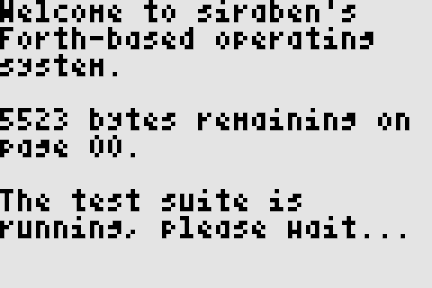 Welcome to siraben's
Forth-based operating
system.
5523 bytes remaining on
page 00.
The test suite is
running, please wait...